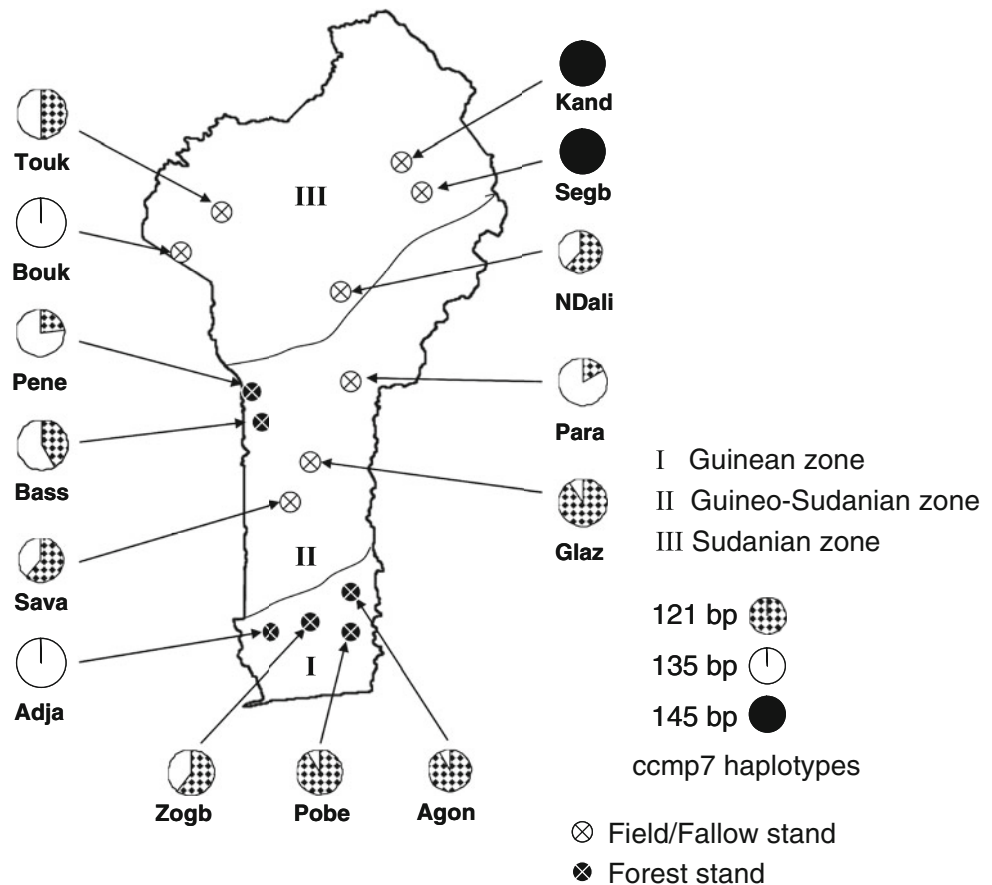 Kand
Touk
Segb
III
Bouk
NDali
Pene
Para
Bass
Glaz
I Guinean zone
II Guineo-Sudanian zone
III Sudanian zone
Sava
II
121 bp
135 bp
145 bp
ccmp7 haplotypes
Adja
I
Zogb
Pobe
Agon
Field/Fallow stand
Forest stand